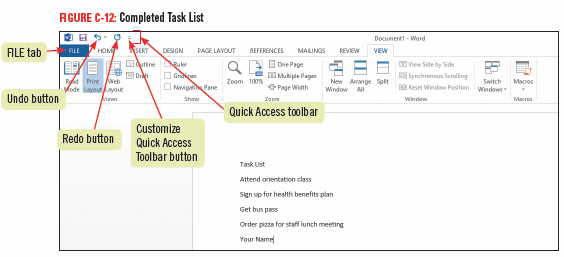 FIGURE C-12: Completed Task List
Document1 - Word
FILE tab
FILE HOME INSERT DESIGN PAGE LAYOUT REFERENCES MAILINGS REVIEW VIEW
Read Mode
Print Layout
Web Layout
Outline
Draft
Views
Ruler
Gridlines
Navigation Pane
Show
Zoom
100%
One Page
Multiple Pages
Page Width
Zoom
New Window
Arrange All
Split
View Side by Side
Synchronous Scrolling
Reset Window Position
Window
Switch Windows
Macros
Macros
Undo button
Redo button
Customize
Quick Access
Toolbar button
Quick Access toolbar
Task List
Attend orientation class
Sign up for health benefits plan
Get bus pass
Order pizza for staff lunch meeting
Your Name